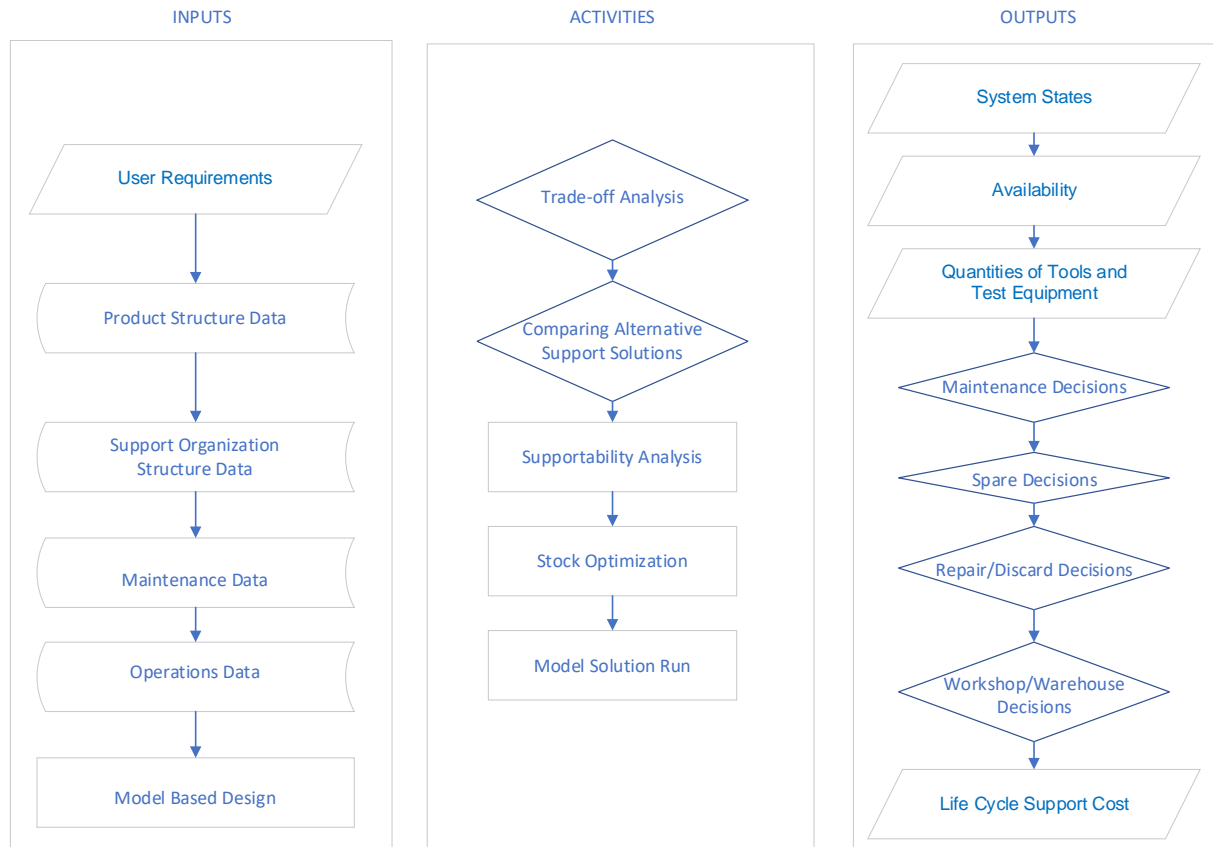 INPUTS
User Requirements
Product Structure Data
Support Organization
Structure Data
Maintenance Data
Operations Data
Model Based Design
ACTIVITIES
Trade-off Analysis
Comparing Alternative
Support Solutions
Supportability Analysis
Stock Optimization
Model Solution Run
OUTPUTS
System States
Availability
Quantities of Tools and
Test Equipment
Maintenance Decisions
Spare Decisions
Repair/Discard Decisions
Workshop/Warehouse
Decisions
Life Cycle Support Cost